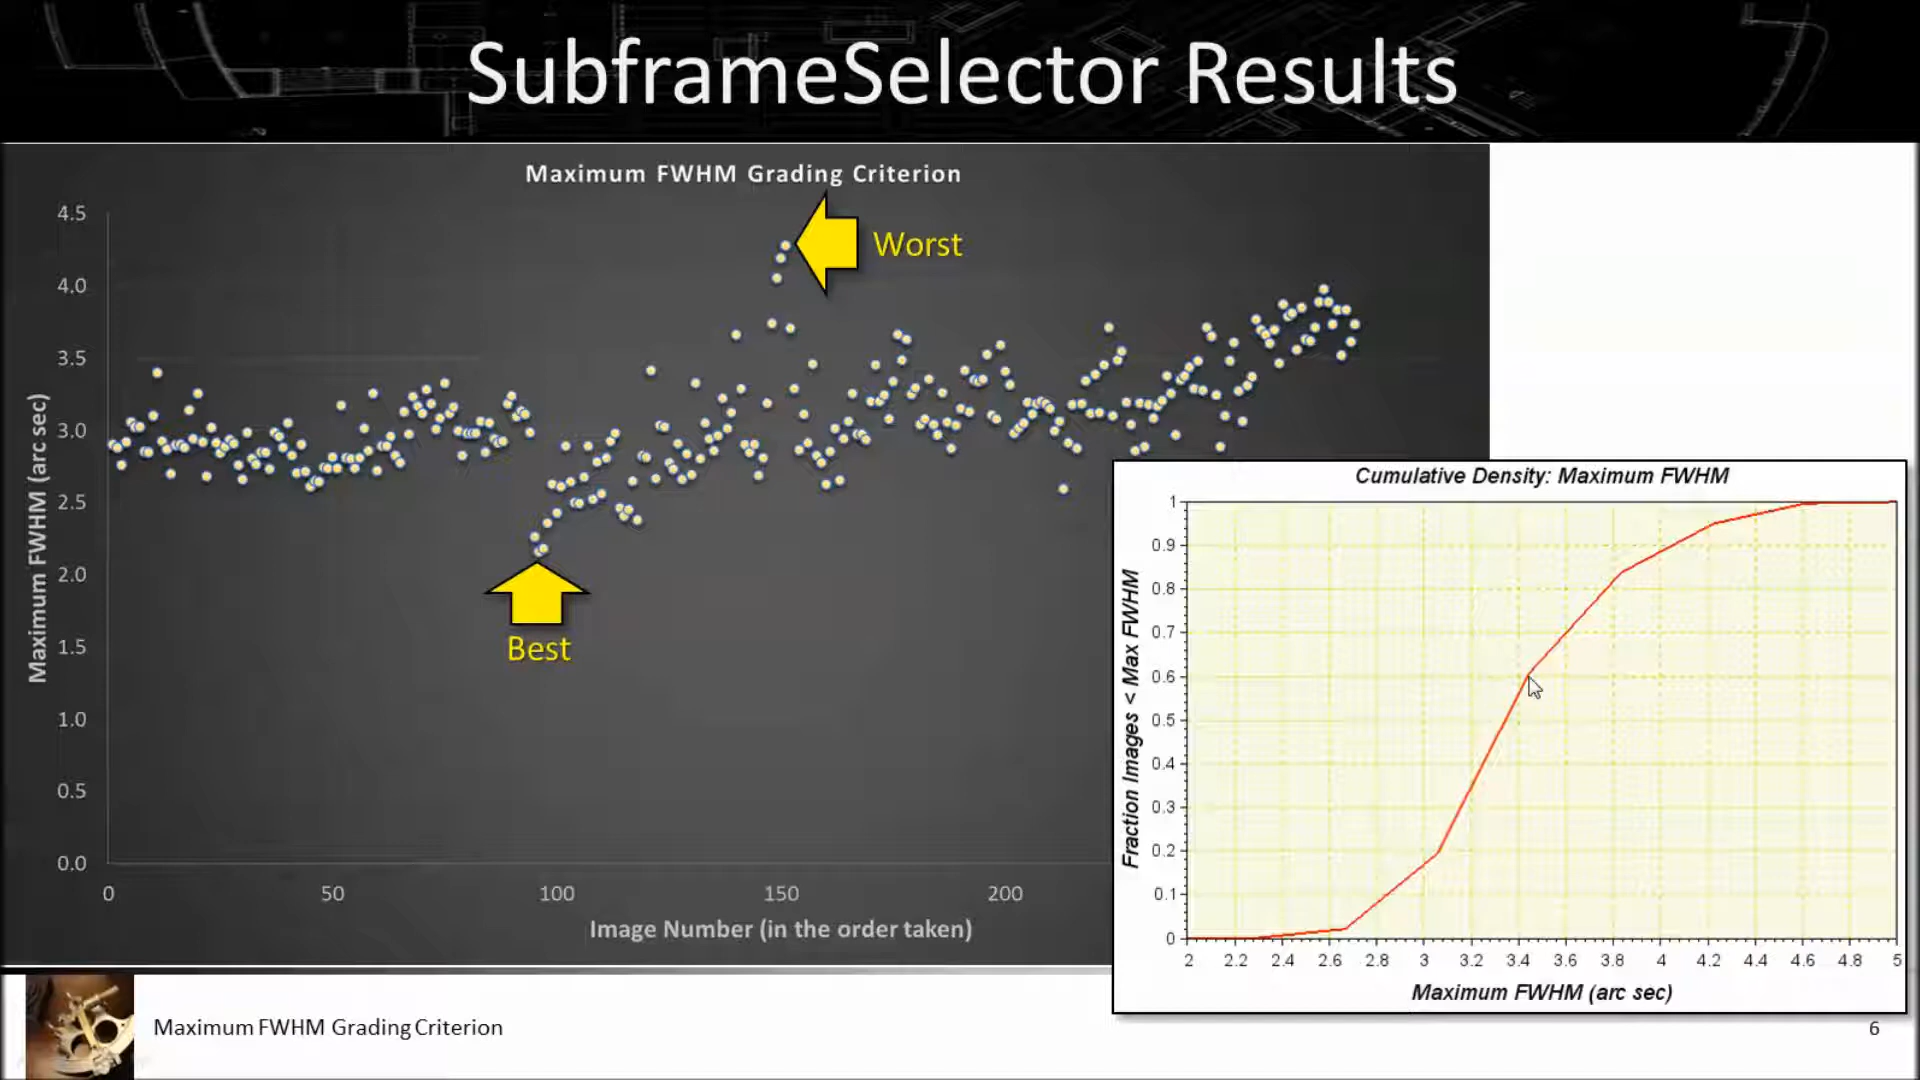 SubframeSelector Results
Maximum FWHM Grading Criterion
4.5
4.0
3.5
3.0
2.5
2.0
1.5
1.0
0.5
0.0
Maximum FWHM (arc sec)
Worst
Best
0 50 100 150 200
Image Number (in the order taken)
Cumulative Density: Maximum FWHM
1
0.9
0.8
0.7
0.6
0.5
0.4
0.3
0.2
0.1
0
Fraction Images < Max FWHM
2 2.2 2.4 2.6 2.8 3 3.2 3.4 3.6 3.8 4 4.2 4.4 4.6 4.8 5
Maximum FWHM (arc sec)
Maximum FWHM Grading Criterion
6